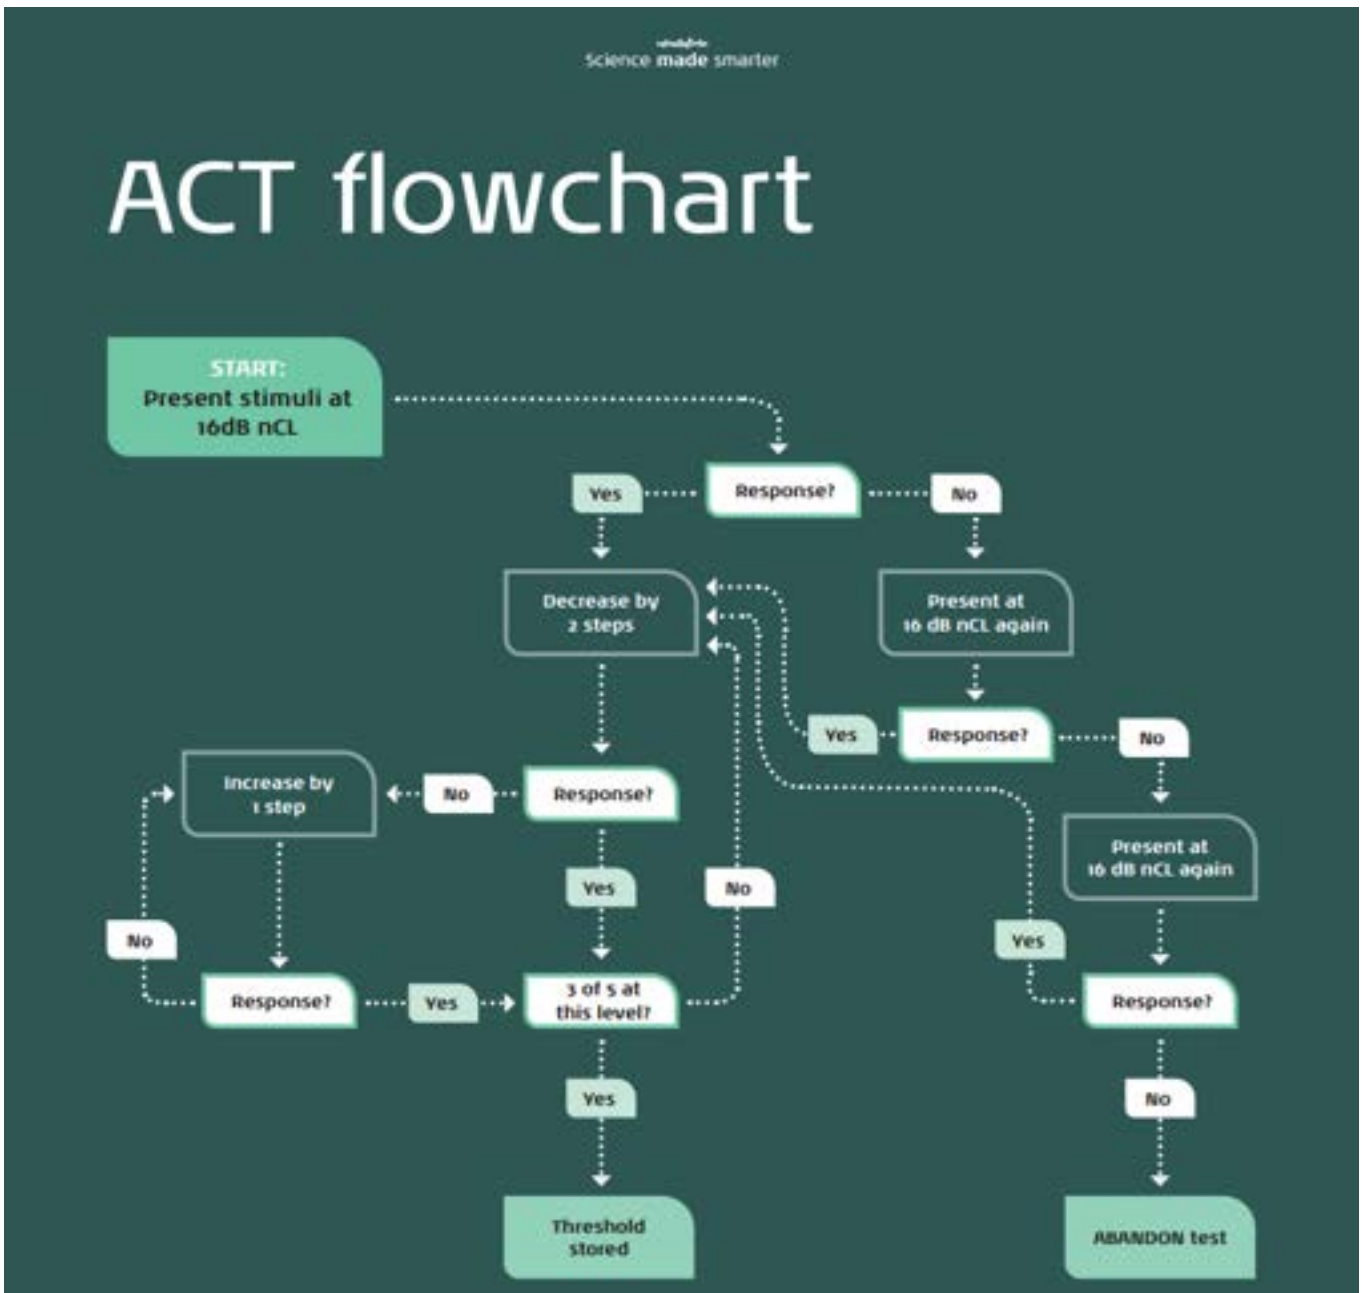 Science made smarter
ACT flowchart
START:
Present stimuli at
16dB nCL
Response?
Yes
No
Decrease by
2 steps
Present at
16 dB nCL again
Response?
Yes
No
Increase by
1 step
No
Response?
Present at
16 dB nCL again
Yes
No
No
Yes
Response?
Yes
3 of 5 at
this level?
Response?
Yes
No
Threshold
stored
ABANDON test